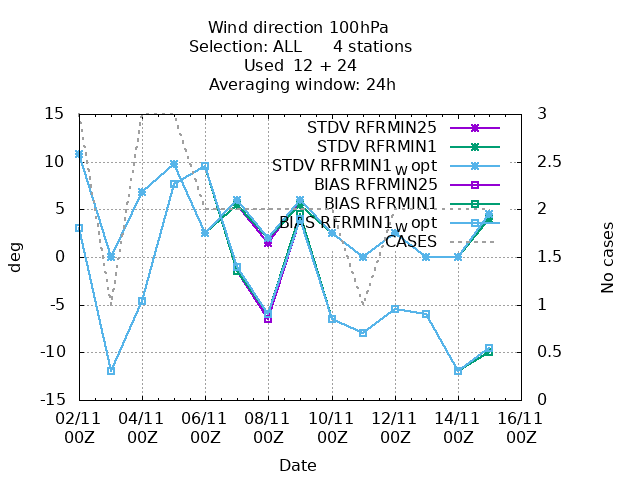 Wind direction 100hPa
Selection: ALL 4 stations
Used 12 + 24
Averaging window: 24h
15 3
STDV RFRMIN25
STDV RFRMIN1
10 STDV RFRMIN1w opt 2.5
BIAS RFRMIN25
5 BIAS RFRMIN1 2
BIAS RFRMIN1w opt
CASES
0 1.5
deg
No cases
-5 1
-10 0.5
-15 0
02/11 04/11 06/11 08/11 10/11 12/11 14/11 16/11
00Z 00Z 00Z 00Z 00Z 00Z 00Z 00Z
Date